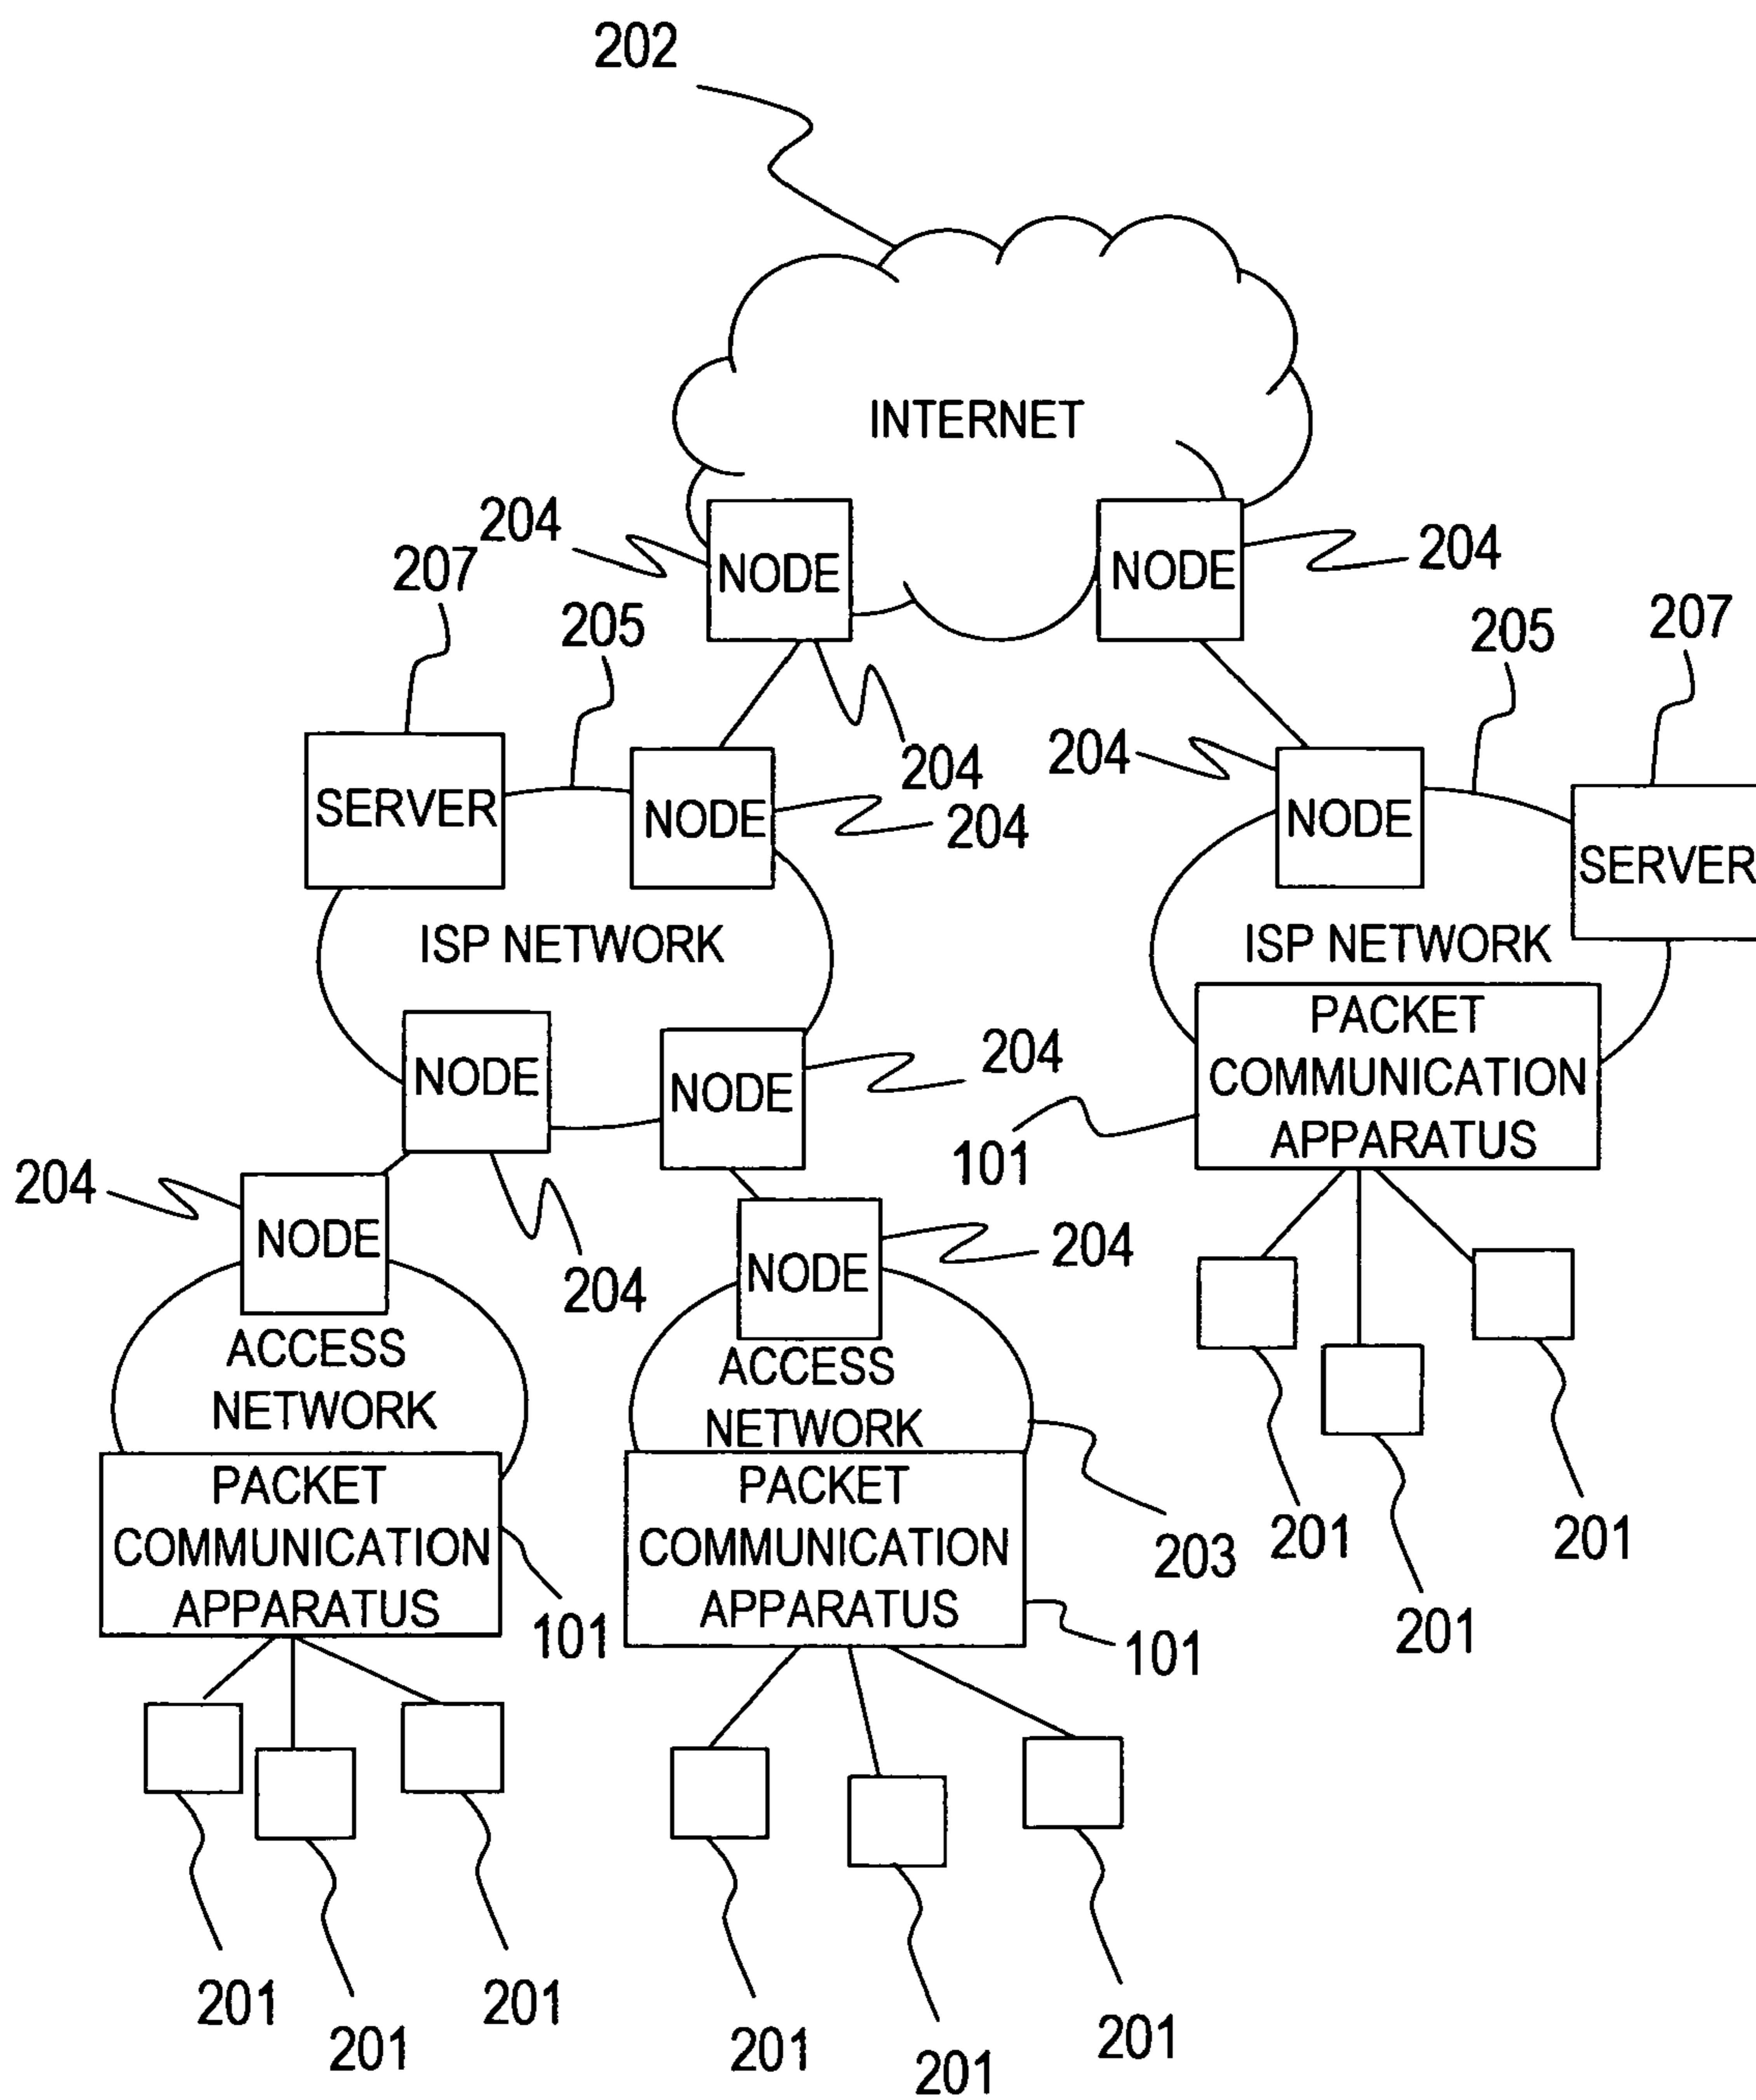 202
INTERNET
204
NODE
NODE
204
207
205
205
207
204
204
SERVER
NODE
204
NODE
SERVER
ISP NETWORK
ISP NETWORK
PACKET
COMMUNICATION
APPARATUS
NODE
NODE
204
101
204
NODE
204
NODE
204
ACCESS
NETWORK
ACCESS
NETWORK
PACKET
COMMUNICATION
APPARATUS
PACKET
COMMUNICATION
APPARATUS
203
201
201
201
101
101
201
201
201
201
201
201